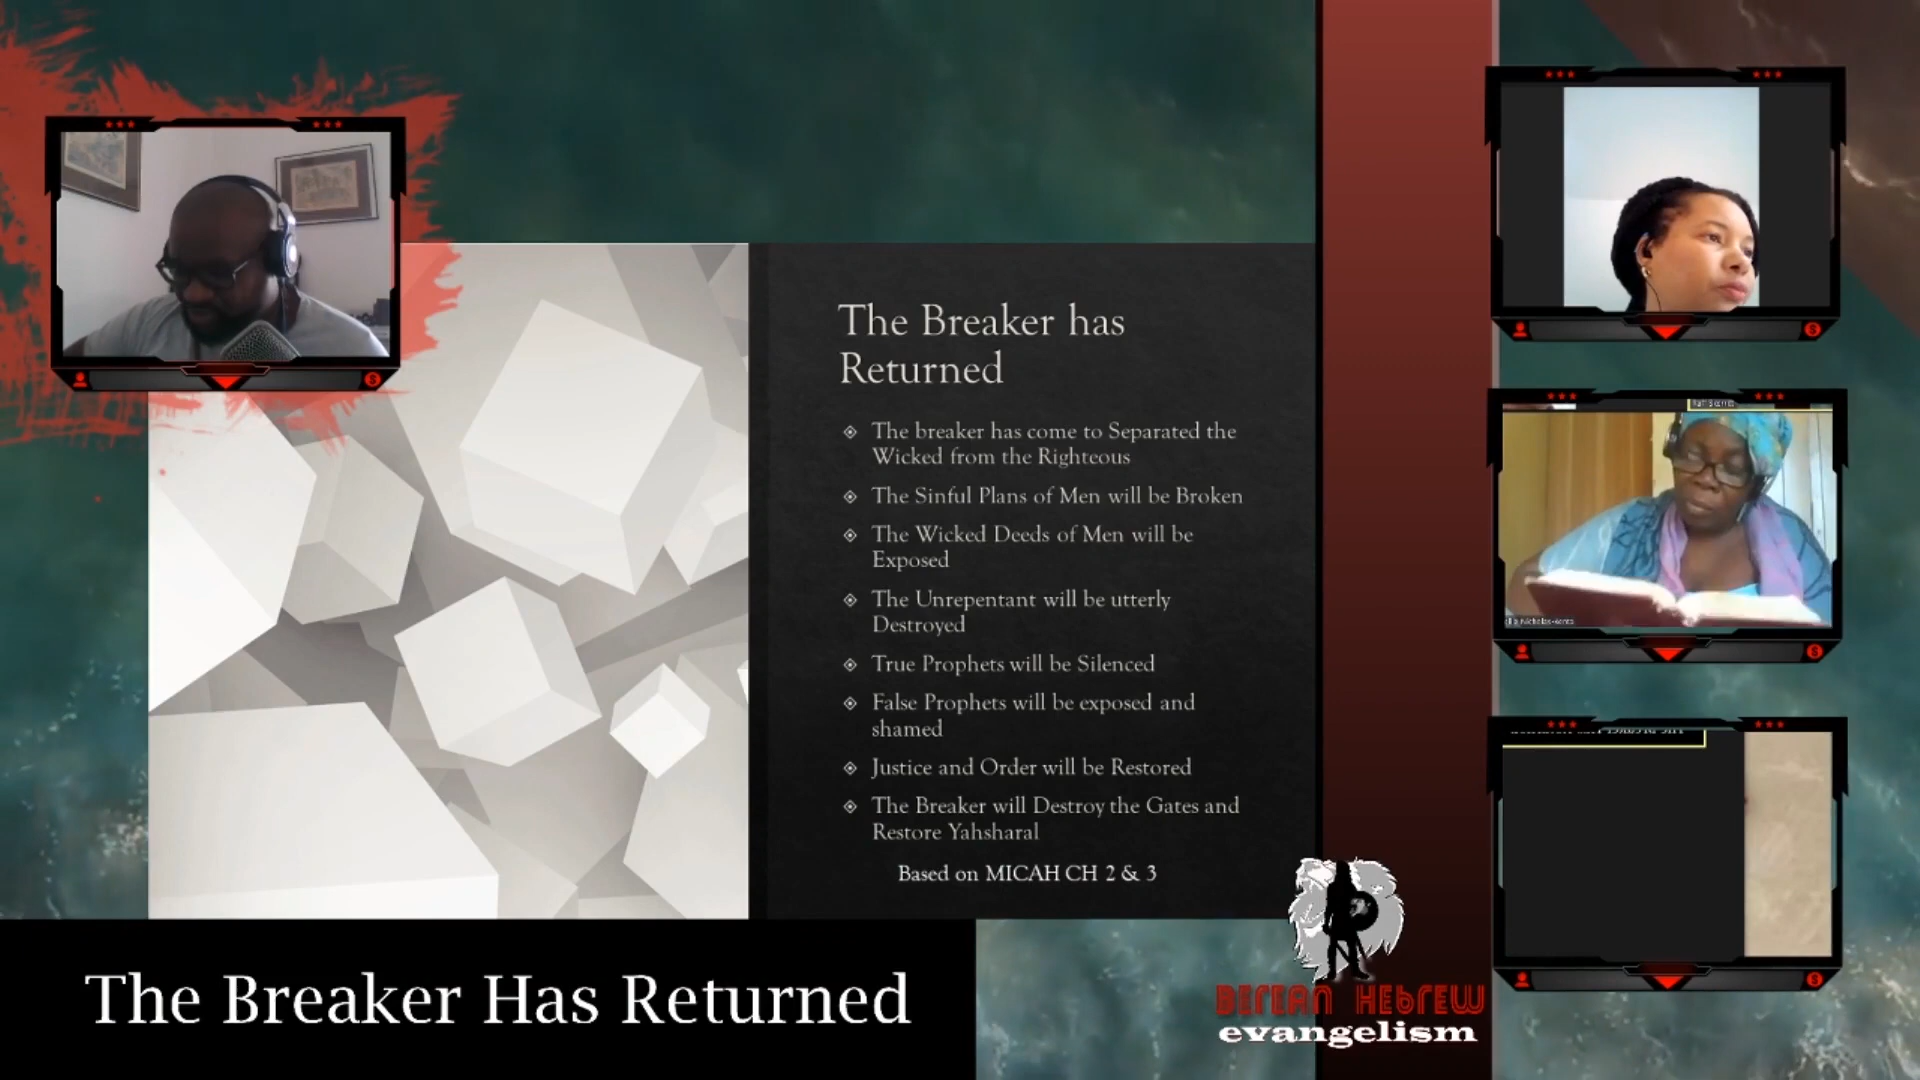 The Breaker has
Returned
The breaker has come to Separated the
Wicked from the Righteous
The Sinful Plans of Men will be Broken
The Wicked Deeds of Men will be
Exposed
The Unrepentant will be utterly
Destroyed
True Prophets will be Silenced
False Prophets will be exposed and
shamed
Justice and Order will be Restored
The Breaker will Destroy the Gates and
Restore Yahsharal
Based on MICAH CH 2 & 3
The Breaker Has Returned
BEREAN HEBREW
evangelism